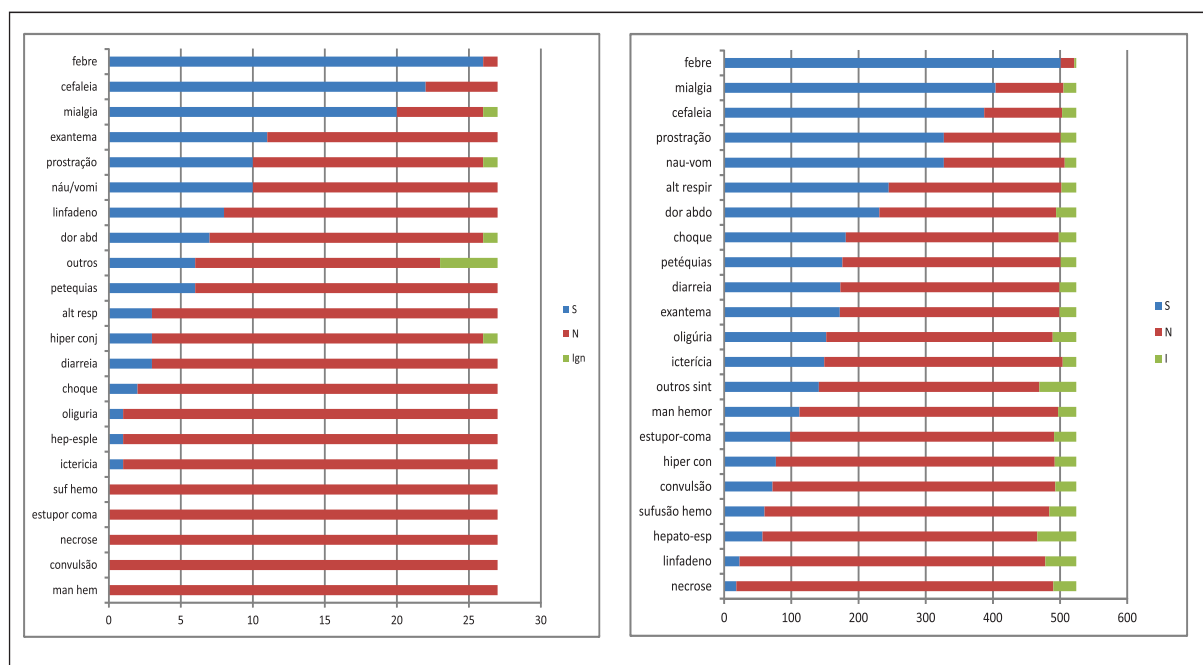 febre
cefaleia
mialgia
exantema
prostração
náu/vomi
linfadeno
dor abd
outros
petequias
alt resp
hiper conj
diarreia
choque
oliguria
hep-esple
ictericia
suf hemo
estupor coma
necrose
convulsão
man hem
0 5 10 15 20 25 30
S
N
Ign
febre
mialgia
cefaleia
prostração
nau-vom
alt respir
dor abdo
choque
petéquias
diarreia
exantema
oligúria
icterícia
outros sint
man hemor
estupor-coma
hiper con
convulsão
sufusão hemo
hepato-esp
linfadeno
necrose
0 100 200 300 400 500 600
S
N
I